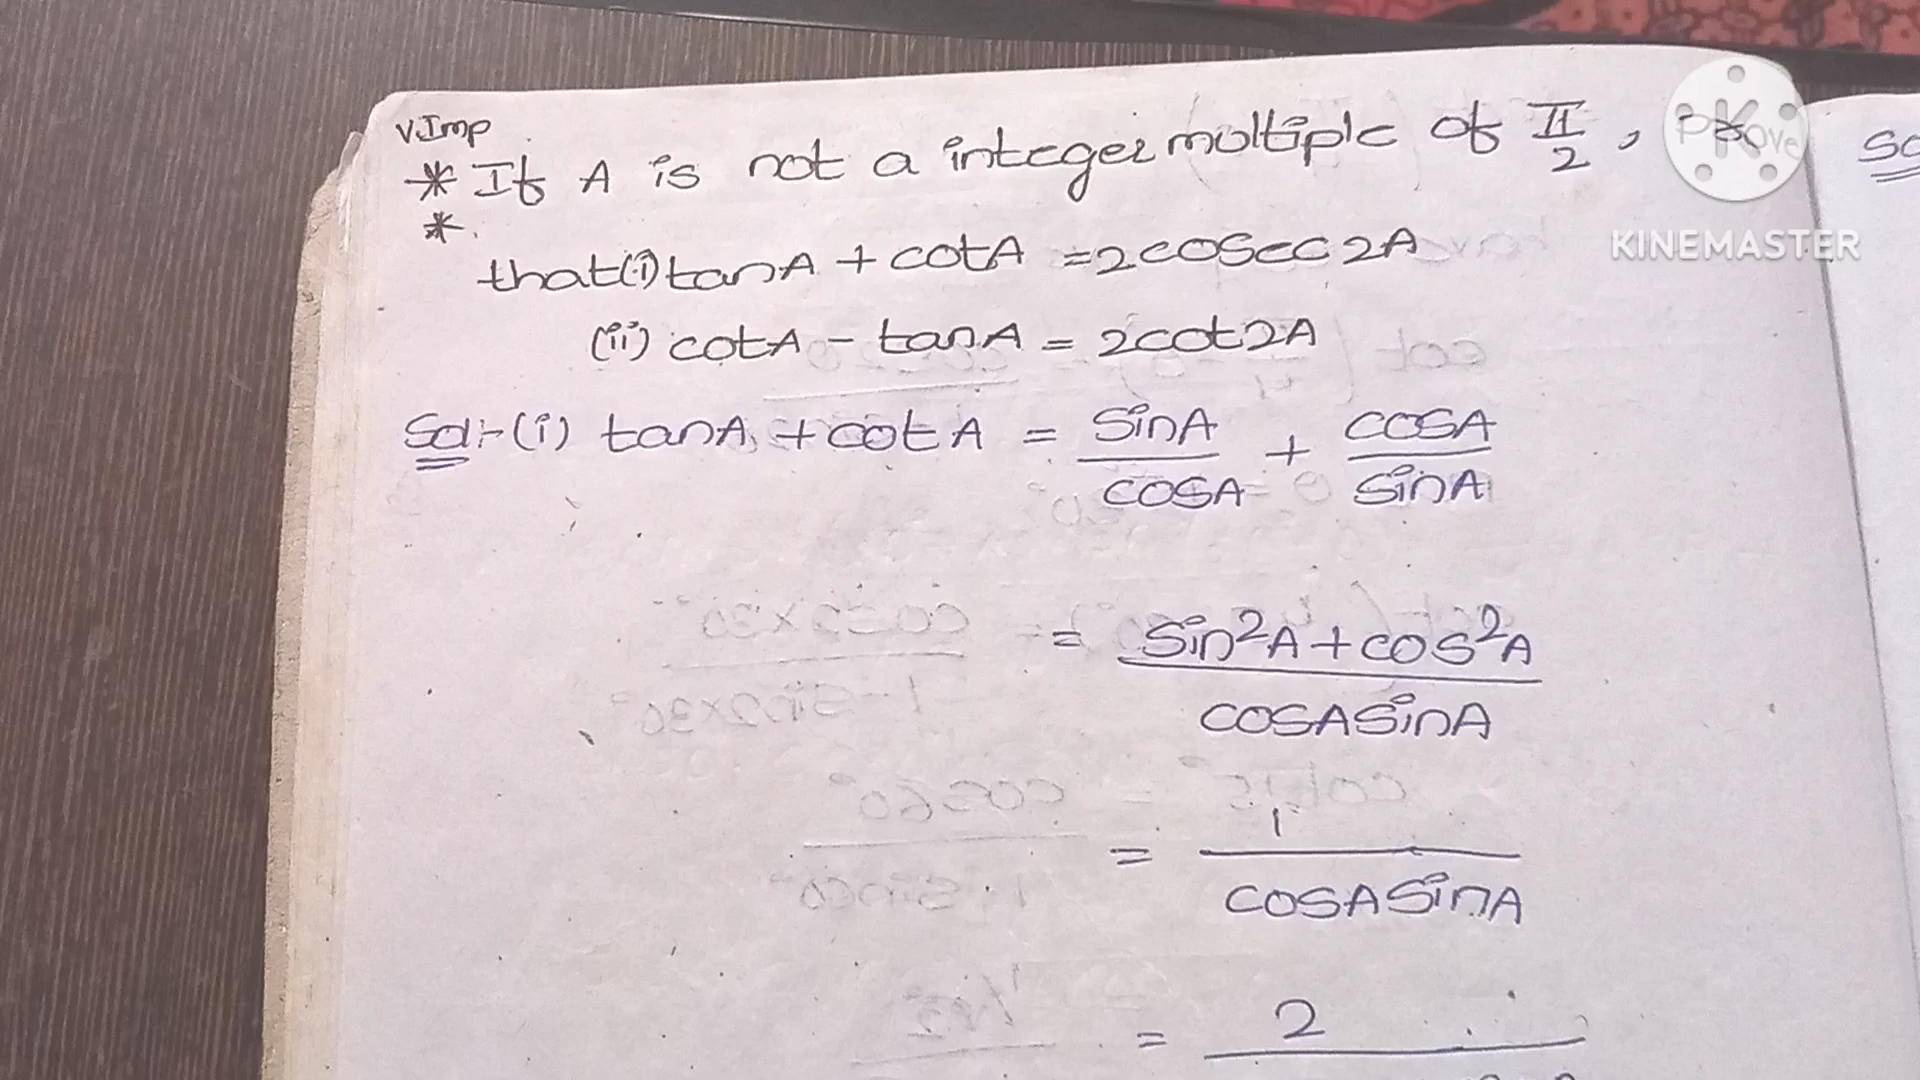 V.Imp
* If A is not a integer multiple of π/2, Prove
*
that (i) tanA + cotA = 2cosec2A
(ii) cotA - tanA = 2cot2A
Sol:- (i) tanA + cotA = sinA/cosA + cosA/sinA
= sin²A + cos²A / cosAsinA
= 1 / cosAsinA
= 2
KINEMASTER